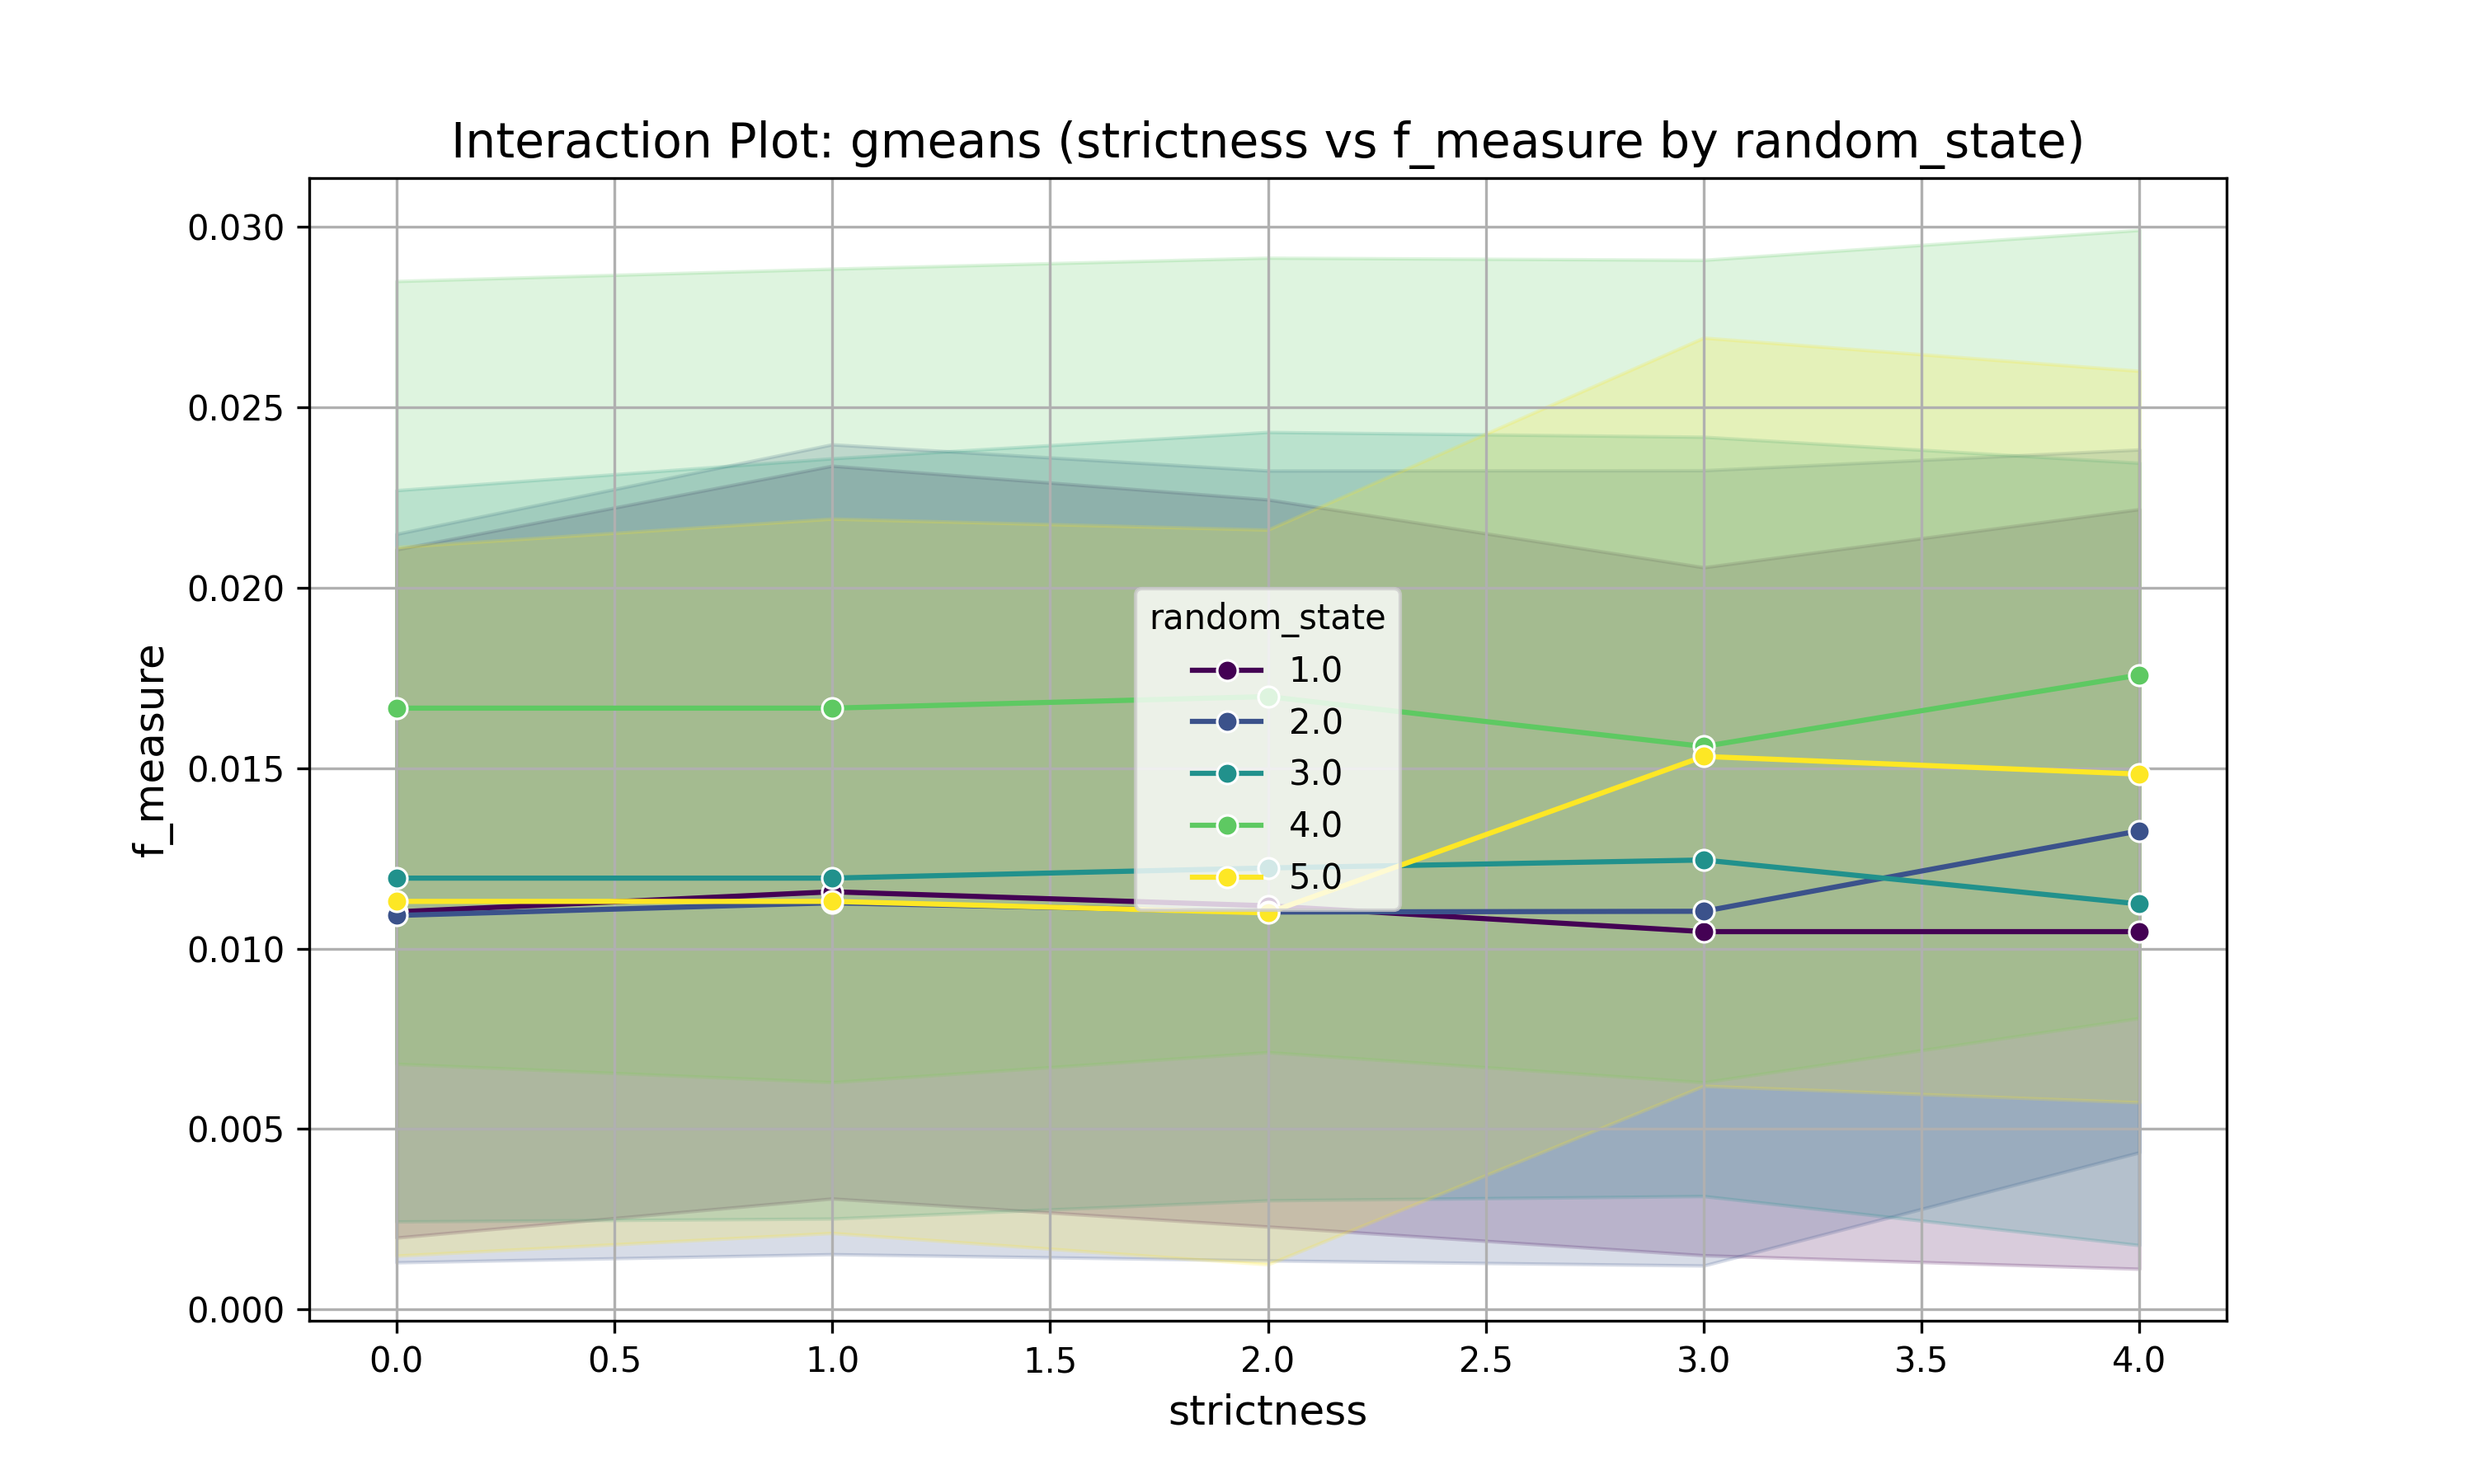 Interaction Plot: gmeans (strictness vs f_measure by random_state)
0.030
0.025
0.020
0.015
0.010
0.005
0.000
f_measure
random_state
1.0
2.0
3.0
4.0
5.0
0.0 0.5 1.0 1.5 2.0 2.5 3.0 3.5 4.0
strictness